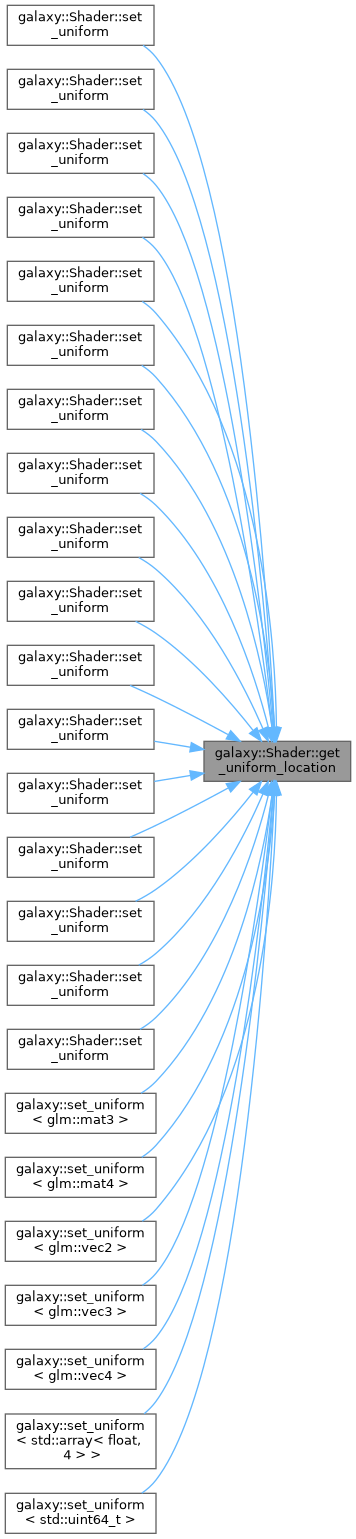 galaxy::Shader::set
_uniform
galaxy::Shader::set
_uniform
galaxy::Shader::set
_uniform
galaxy::Shader::set
_uniform
galaxy::Shader::set
_uniform
galaxy::Shader::set
_uniform
galaxy::Shader::set
_uniform
galaxy::Shader::set
_uniform
galaxy::Shader::set
_uniform
galaxy::Shader::set
_uniform
galaxy::Shader::set
_uniform
galaxy::Shader::set
_uniform
galaxy::Shader::get
_uniform_location
galaxy::Shader::set
_uniform
galaxy::Shader::set
_uniform
galaxy::Shader::set
_uniform
galaxy::Shader::set
_uniform
galaxy::Shader::set
_uniform
galaxy::set_uniform
< glm::mat3 >
galaxy::set_uniform
< glm::mat4 >
galaxy::set_uniform
< glm::vec2 >
galaxy::set_uniform
< glm::vec3 >
galaxy::set_uniform
< glm::vec4 >
galaxy::set_uniform
< std::array< float,
4 > >
galaxy::set_uniform
< std::uint64_t >